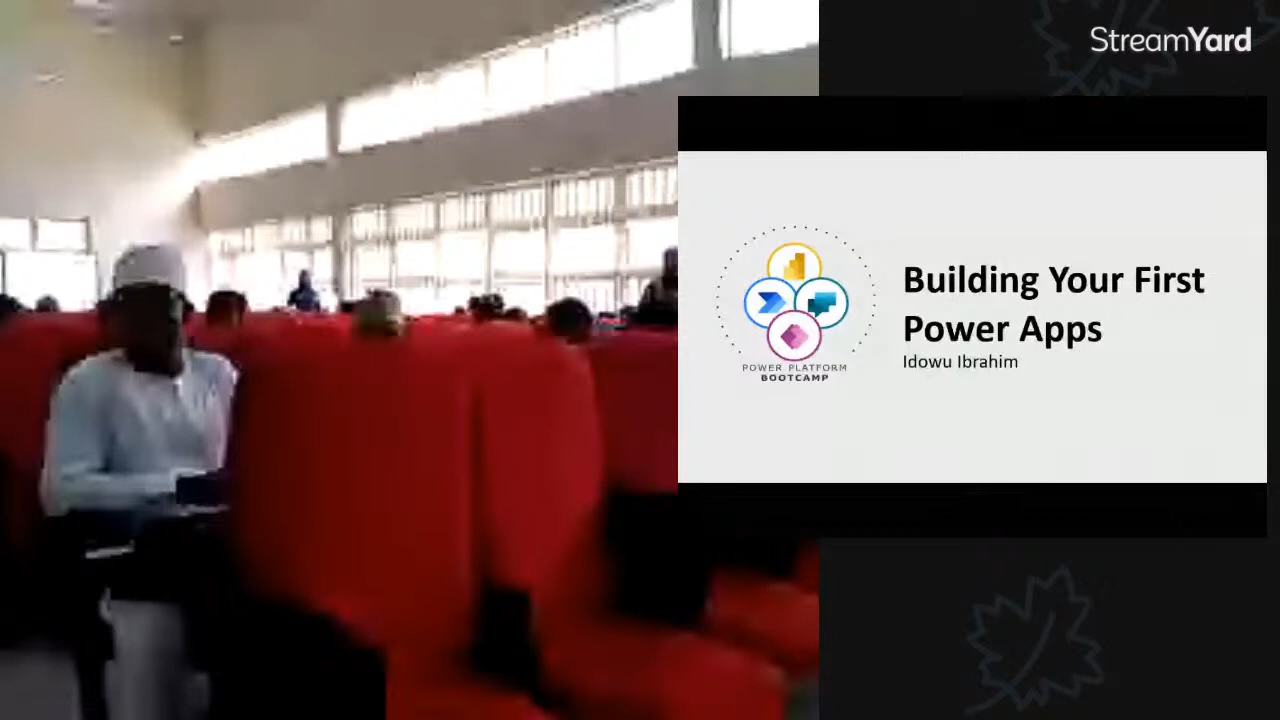 StreamYard
Building Your First
Power Apps
Idowu Ibrahim
POWER PLATFORM
BOOTCAMP